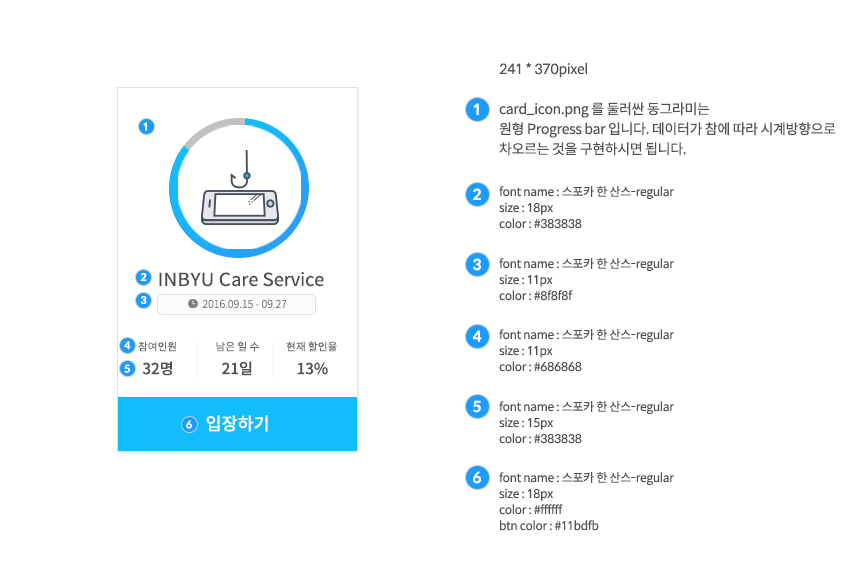 1
2 INBYU Care Service
3 2016.09.15 - 09.27
4 참여인원 남은 일 수 현재 할인율
5 32명 21일 13%
6 입장하기
241 * 370pixel
1 card_icon.png 를 둘러싼 동그라미는
원형 Progress bar 입니다. 데이터가 참에 따라 시계방향으로
차오르는 것을 구현하시면 됩니다.
2 font name : 스포카 한 산스-regular
size : 18px
color : #383838
3 font name : 스포카 한 산스-regular
size : 11px
color : #8f8f8f
4 font name : 스포카 한 산스-regular
size : 11px
color : #686868
5 font name : 스포카 한 산스-regular
size : 15px
color : #383838
6 font name : 스포카 한 산스-regular
size : 18px
color : #ffffff
btn color : #11bdfb